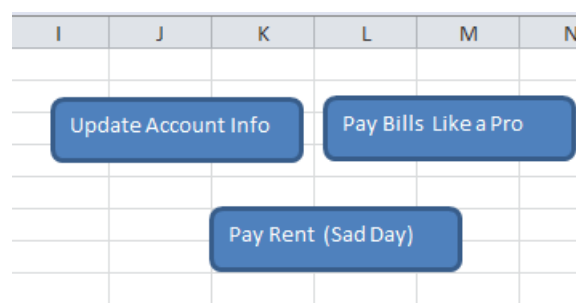 I J K L M N
Update Account Info
Pay Bills Like a Pro
Pay Rent (Sad Day)